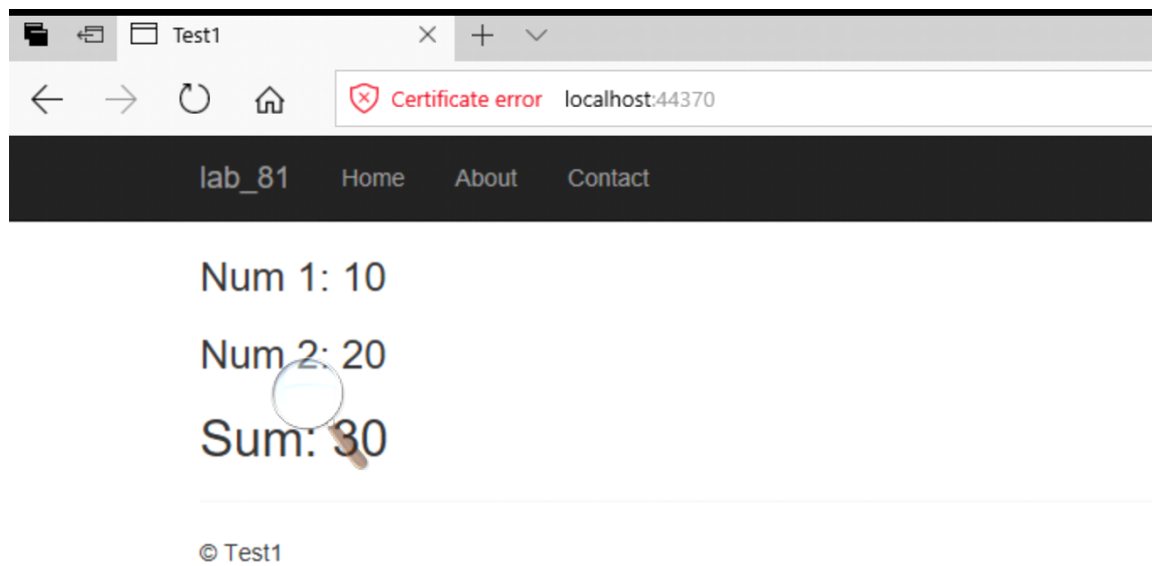 Test1
Certificate error localhost:44370
lab_81 Home About Contact
Num 1: 10
Num 2: 20
Sum: 30
© Test1